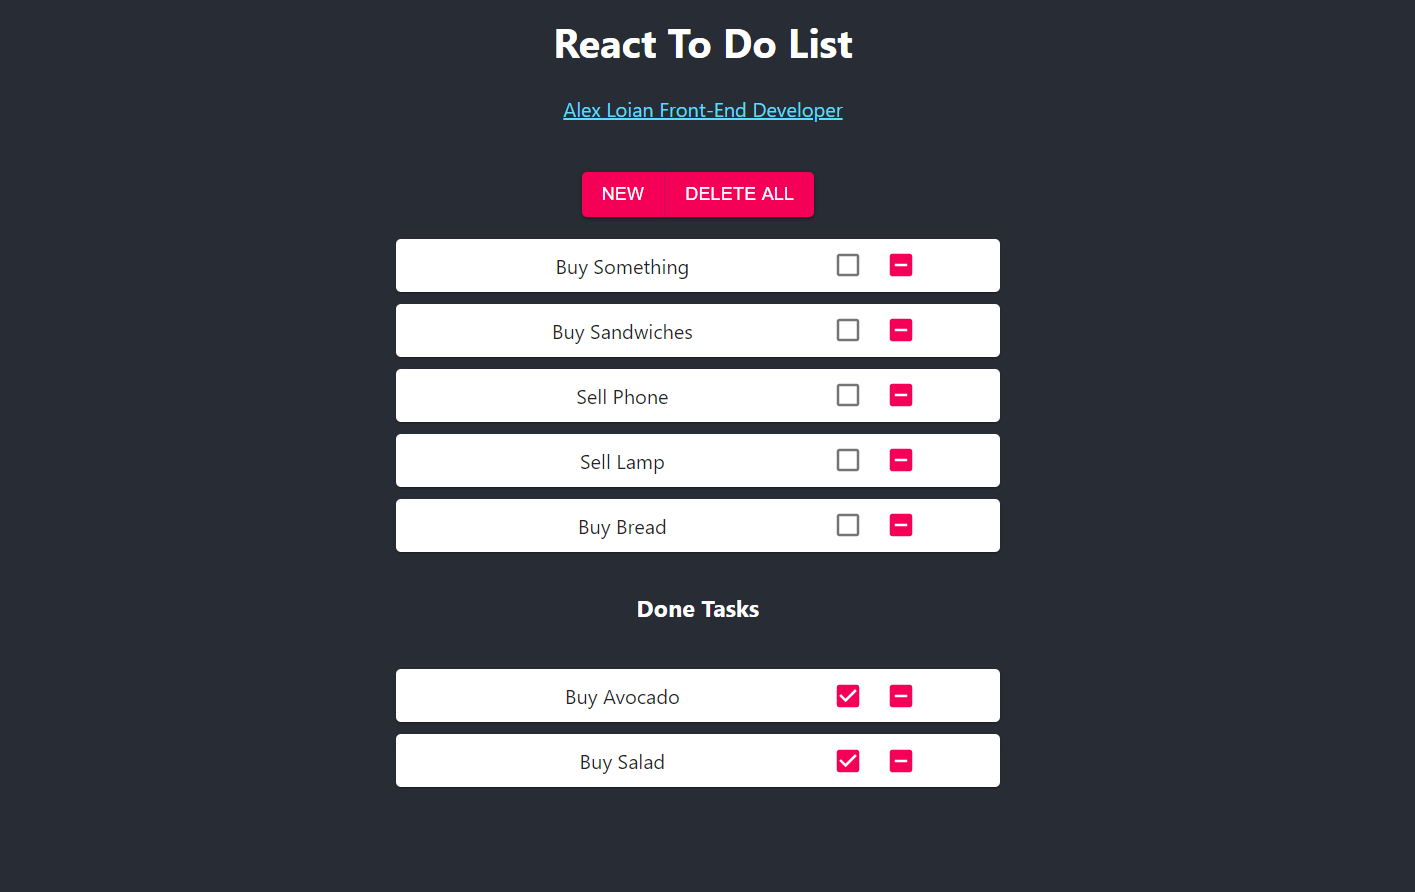 React To Do List
Alex Loian Front-End Developer
NEW DELETE ALL
Buy Something
Buy Sandwiches
Sell Phone
Sell Lamp
Buy Bread
Done Tasks
Buy Avocado
Buy Salad